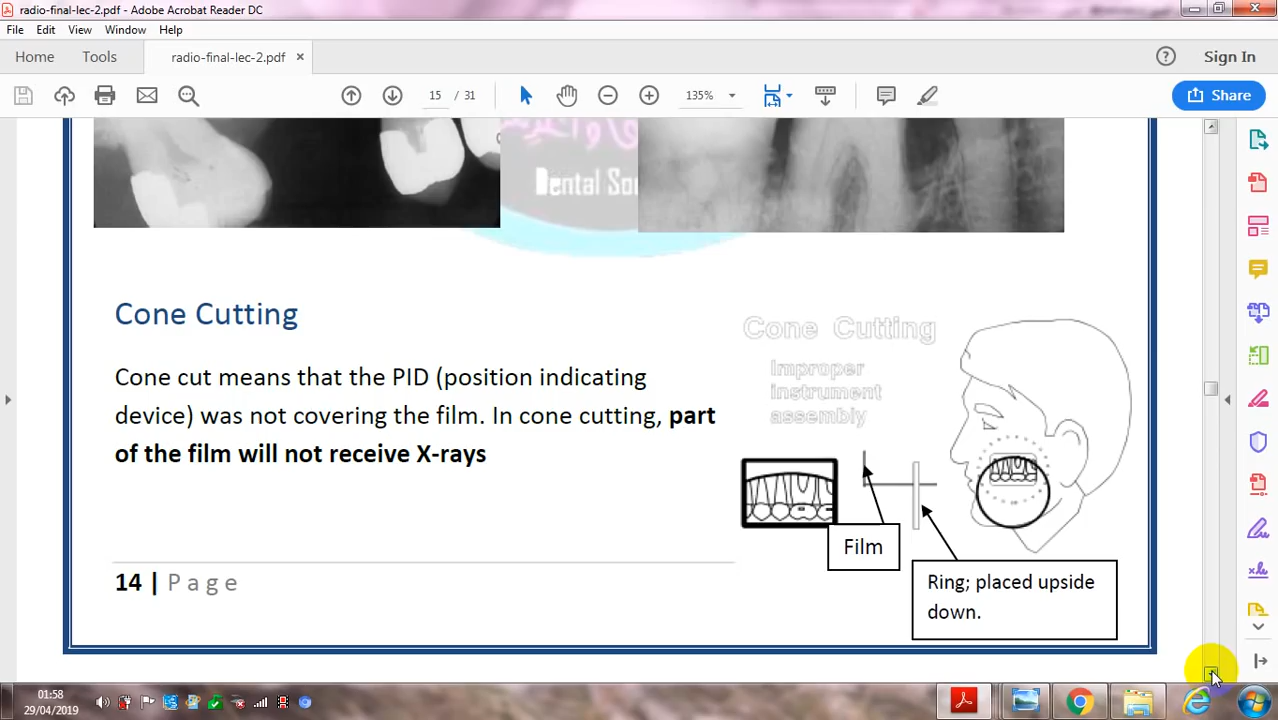 radio-final-lec-2.pdf - Adobe Acrobat Reader DC
File Edit View Window Help
Home Tools radio-final-lec-2.pdf × Sign In
15 / 31 135% Share
Dental Sou
Cone Cutting
Cone cut means that the PID (position indicating
device) was not covering the film. In cone cutting, part
of the film will not receive X-rays
Cone Cutting
Improper
instrument
assembly
Film
Ring; placed upside
down.
14 | Page
01:58
29/04/2019